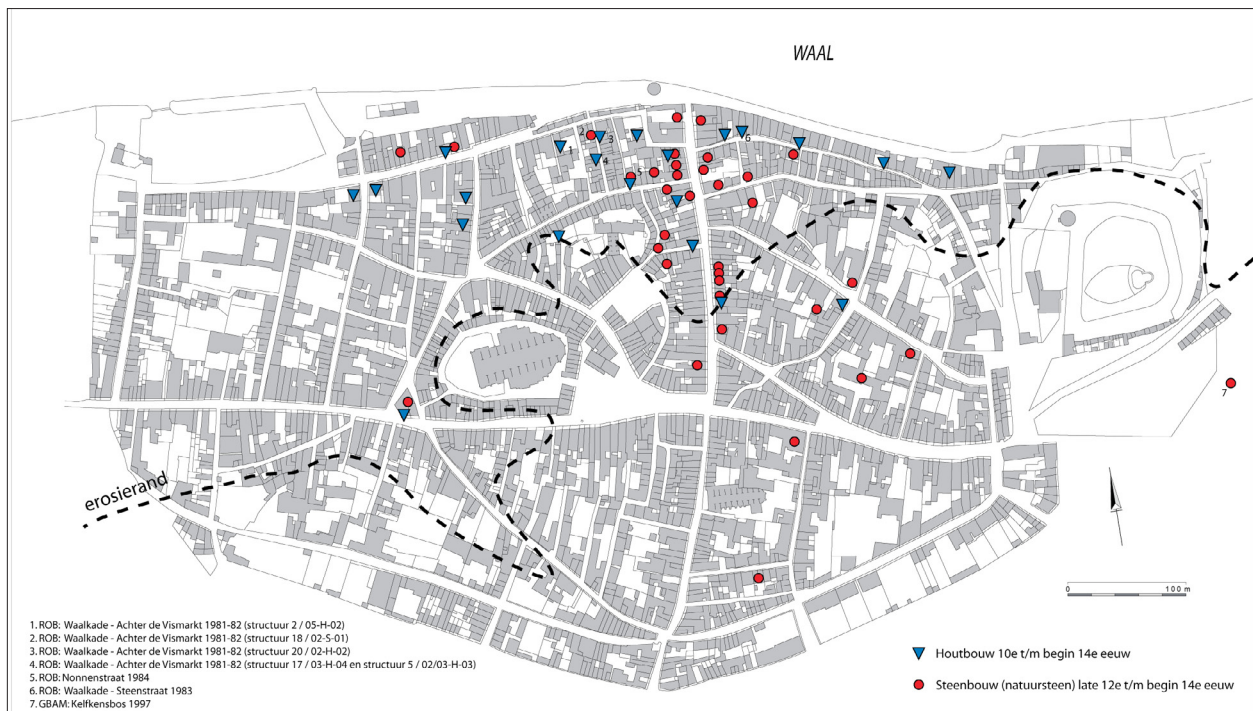 WAAL
2
3
1
4
6
5
7
erosierand
0 100 m
1. ROB: Waalkade - Achter de Vismarkt 1981-82 (structuur 2 / 05-H-02)
2. ROB: Waalkade - Achter de Vismarkt 1981-82 (structuur 18 / 02-S-01)
3. ROB: Waalkade - Achter de Vismarkt 1981-82 (structuur 20 / 02-H-02)
4. ROB: Waalkade - Achter de Vismarkt 1981-82 (structuur 17 / 03-H-04 en structuur 5 / 02/03-H-03)
5. ROB: Nonnenstraat 1984
6. ROB: Waalkade - Steenstraat 1983
7. GBAM: Kelfkensbos 1997
Houtbouw 10e t/m begin 14e eeuw
Steenbouw (natuursteen) late 12e t/m begin 14e eeuw